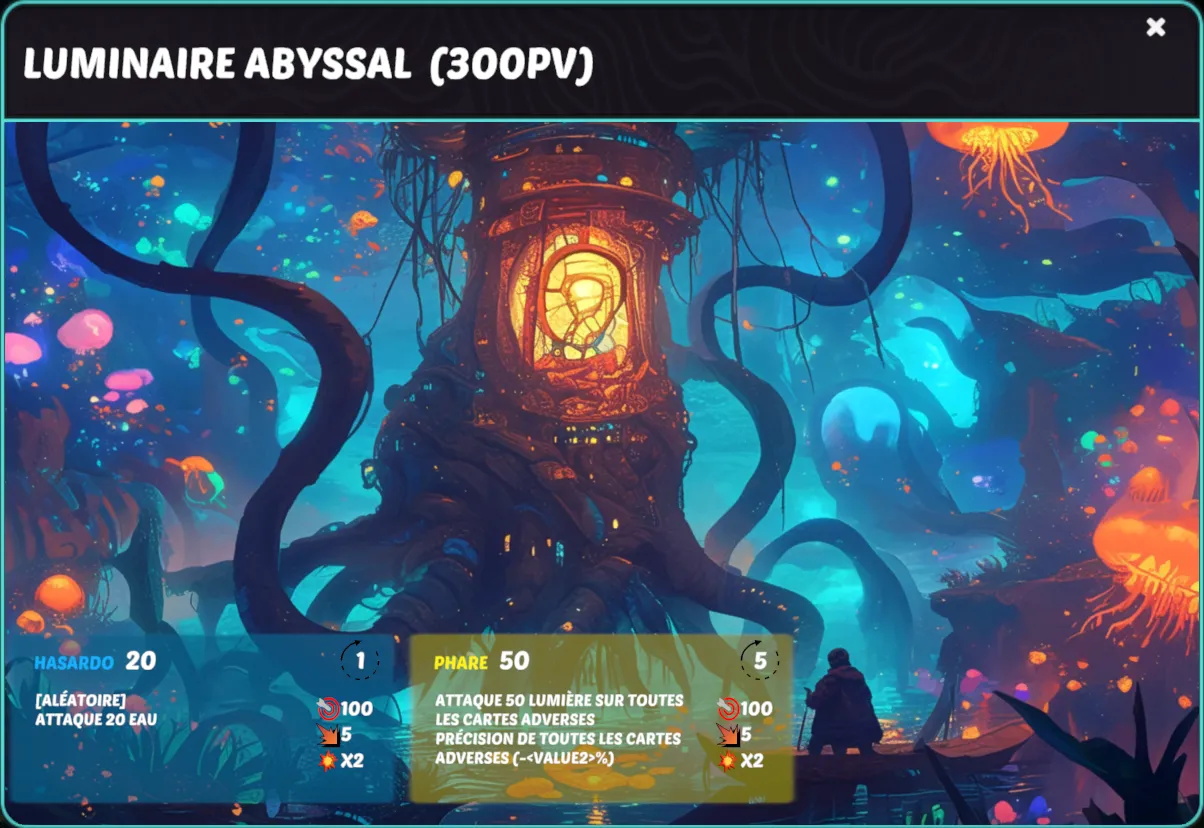 LUMINAIRE ABYSSAL (300PV)
HASARDO 20
1
[ALÉATOIRE]
ATTAQUE 20 EAU
100
5
X2
PHARE 50
5
ATTAQUE 50 LUMIÈRE SUR TOUTES
LES CARTES ADVERSES
PRÉCISION DE TOUTES LES CARTES
ADVERSES (-<VALUE2>%)
100
5
X2